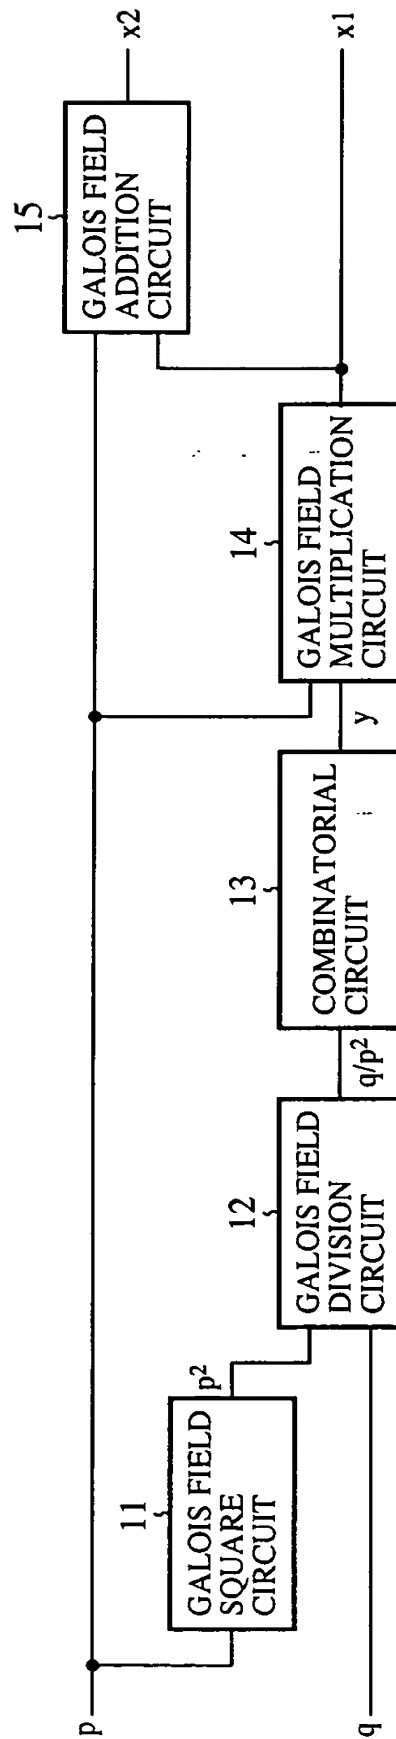 p
q
11
GALOIS FIELD
SQUARE
CIRCUIT
p²
12
GALOIS FIELD
DIVISION
CIRCUIT
q/p²
13
COMBINATORIAL
CIRCUIT
y
14
GALOIS FIELD
MULTIPLICATION
CIRCUIT
15
GALOIS FIELD
ADDITION
CIRCUIT
x2
x1